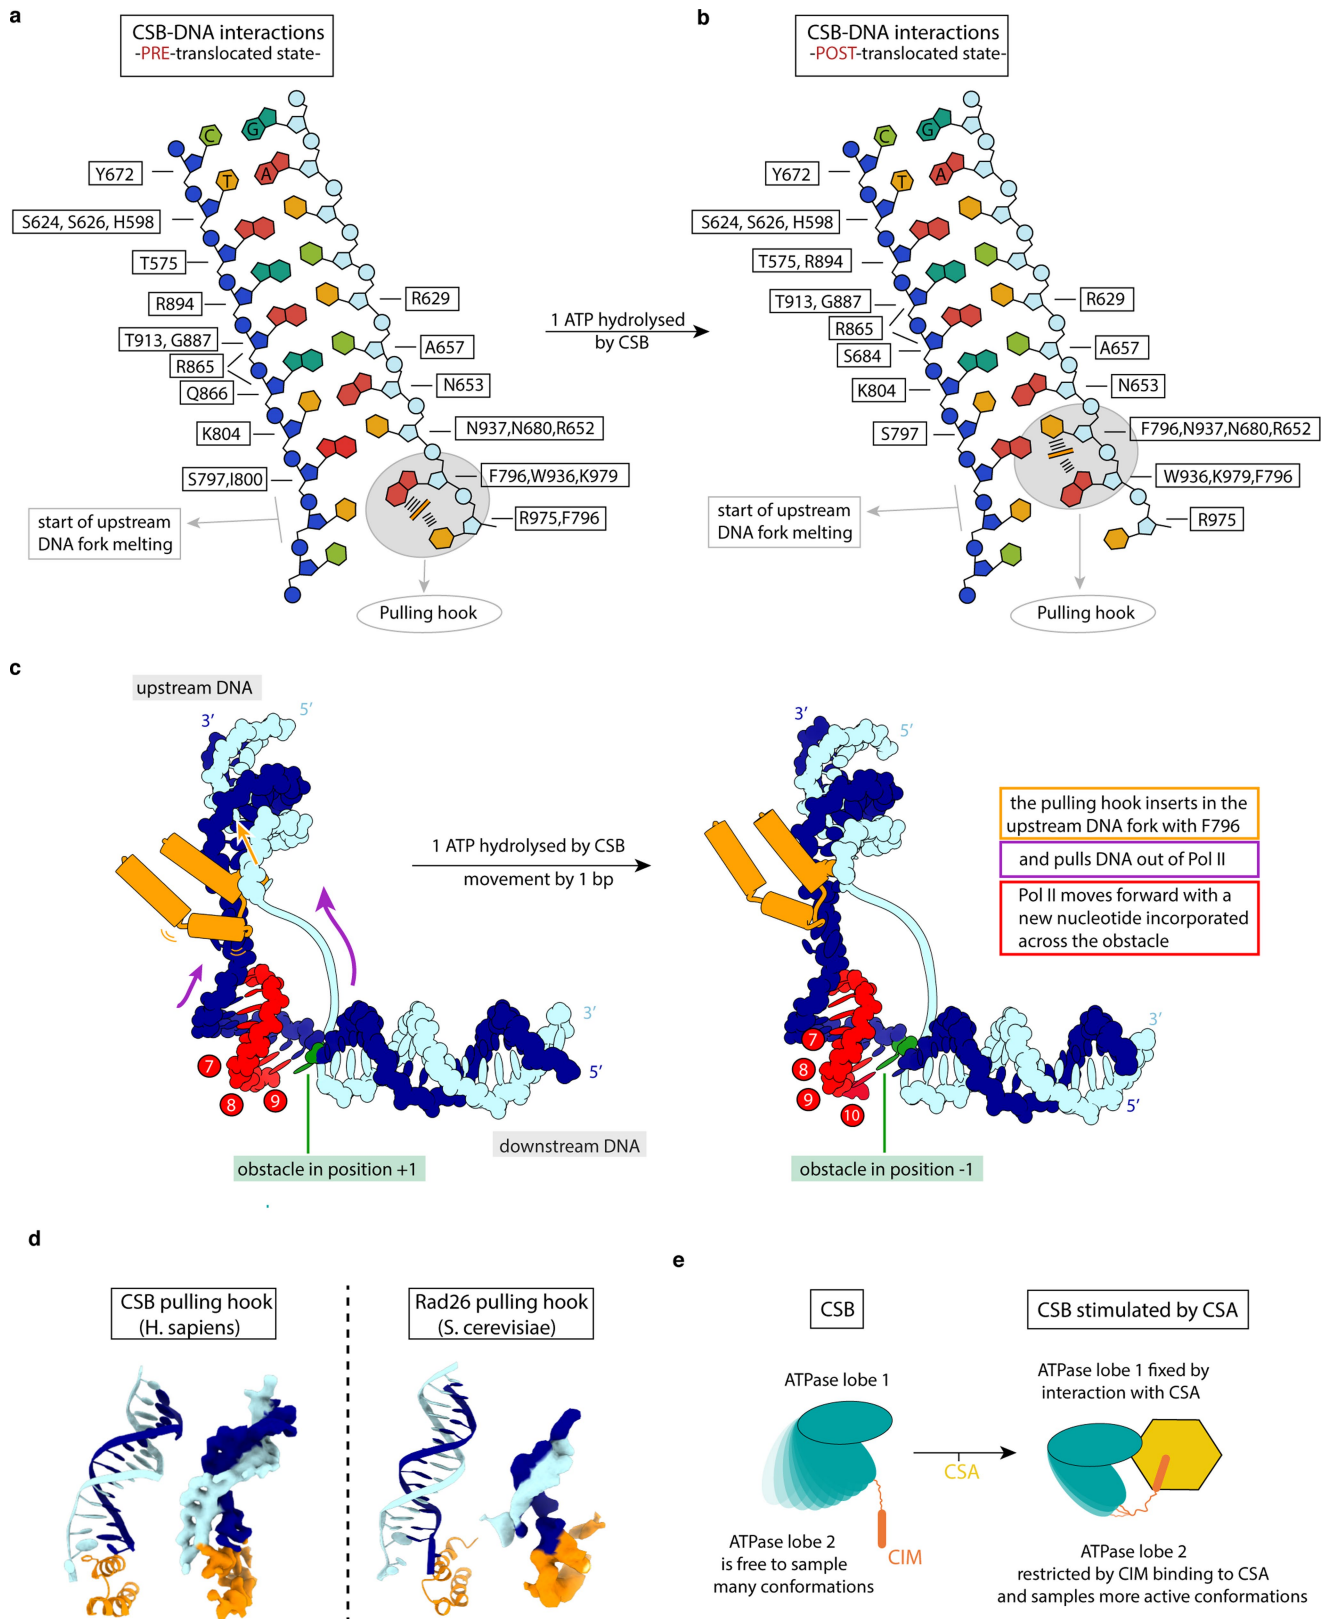 a
CSB-DNA interactions
-PRE-translocated state-
C
G
T
A
Y672
S624, S626, H598
T575
R894
T913, G887
R865
Q866
K804
S797,I800
R629
A657
N653
N937,N680,R652
F796,W936,K979
R975,F796
start of upstream
DNA fork melting
Pulling hook
1 ATP hydrolysed
by CSB
b
CSB-DNA interactions
-POST-translocated state-
C
G
T
A
Y672
S624, S626, H598
T575, R894
T913, G887
R865
S684
K804
S797
R629
A657
N653
F796,N937,N680,R652
W936,K979,F796
R975
start of upstream
DNA fork melting
Pulling hook
c
upstream DNA
3’
5’
7
8
9
5’
3’
downstream DNA
obstacle in position +1
1 ATP hydrolysed by CSB
movement by 1 bp
3’
5’
7
8
9
10
3’
5’
obstacle in position -1
the pulling hook inserts in the
upstream DNA fork with F796
and pulls DNA out of Pol II
Pol II moves forward with a
new nucleotide incorporated
across the obstacle
d
CSB pulling hook
(H. sapiens)
Rad26 pulling hook
(S. cerevisiae)
e
CSB
ATPase lobe 1
ATPase lobe 2
is free to sample
many conformations
CIM
CSA
CSB stimulated by CSA
ATPase lobe 1 fixed by
interaction with CSA
ATPase lobe 2
restricted by CIM binding to CSA
and samples more active conformations